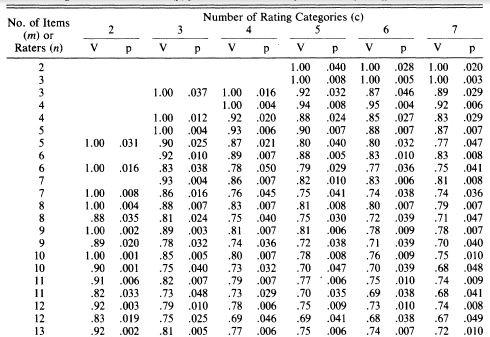 No. of Items
(m) or
Raters (n)
Number of Rating Categories (c)
2 3 4 5 6 7
V p V p V p V p V p V p
2 1.00 .040 1.00 .028 1.00 .020
3 1.00 .008 1.00 .005 1.00 .003
3 1.00 .037 1.00 .016 .92 .032 .87 .046 .89 .029
4 1.00 .004 .94 .008 .95 .004 .92 .006
4 1.00 .012 .92 .020 .88 .024 .85 .027 .83 .029
5 1.00 .004 .93 .006 .90 .007 .88 .007 .87 .007
5 1.00 .031 .90 .025 .87 .021 .80 .040 .80 .032 .77 .047
6 .92 .010 .89 .007 .88 .005 .83 .010 .83 .008
6 1.00 .016 .83 .038 .78 .050 .79 .029 .77 .036 .75 .041
7 .93 .004 .86 .007 .82 .010 .83 .006 .81 .008
7 1.00 .008 .86 .016 .76 .045 .75 .041 .74 .038 .74 .036
8 1.00 .004 .88 .007 .83 .007 .81 .008 .80 .007 .79 .007
8 .88 .035 .81 .024 .75 .040 .75 .030 .72 .039 .71 .047
9 1.00 .002 .89 .003 .81 .007 .81 .006 .78 .009 .78 .007
9 .89 .020 .78 .032 .74 .036 .72 .038 .71 .039 .70 .040
10 1.00 .001 .85 .005 .80 .007 .78 .008 .76 .009 .75 .010
10 .90 .001 .75 .040 .73 .032 .70 .047 .70 .039 .68 .048
11 .91 .006 .82 .007 .79 .007 .77 .006 .75 .010 .74 .009
11 .82 .033 .73 .048 .73 .029 .70 .035 .69 .038 .68 .041
12 .92 .003 .79 .010 .78 .006 .75 .009 .73 .010 .74 .008
12 .83 .019 .75 .025 .69 .046 .69 .041 .68 .038 .67 .049
13 .92 .002 .81 .005 .77 .006 .75 .006 .74 .007 .72 .010